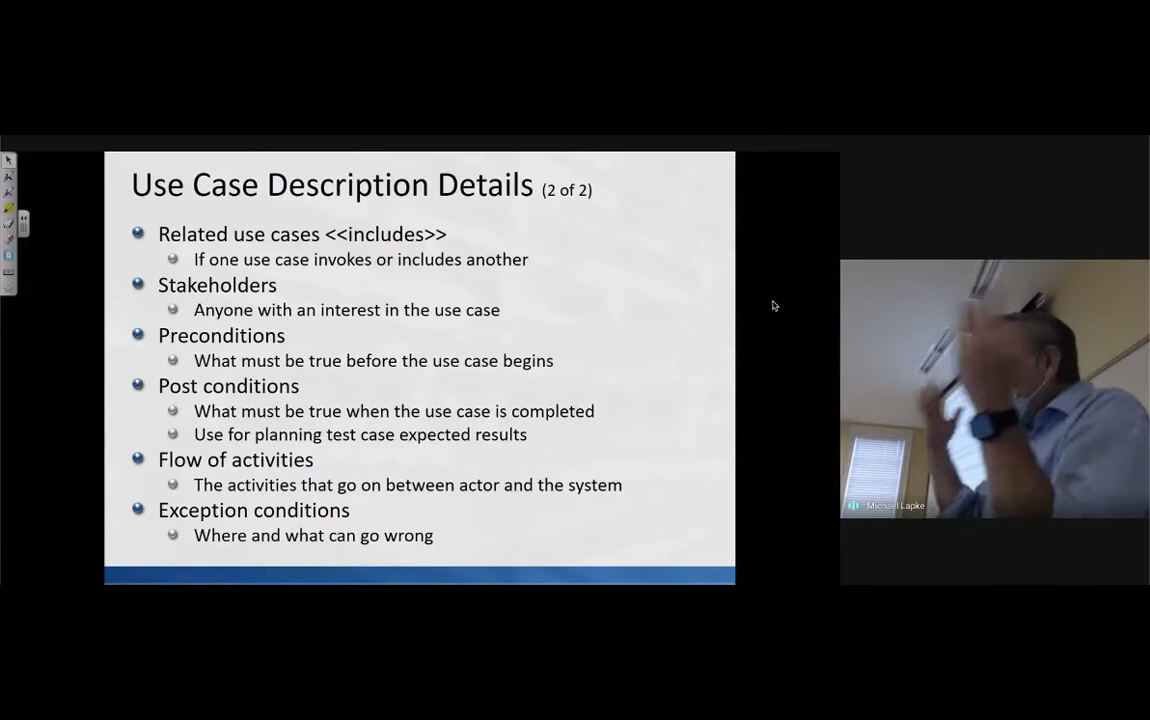 Use Case Description Details (2 of 2)
Related use cases <<includes>>
If one use case invokes or includes another
Stakeholders
Anyone with an interest in the use case
Preconditions
What must be true before the use case begins
Post conditions
What must be true when the use case is completed
Use for planning test case expected results
Flow of activities
The activities that go on between actor and the system
Exception conditions
Where and what can go wrong
Michael Lapke